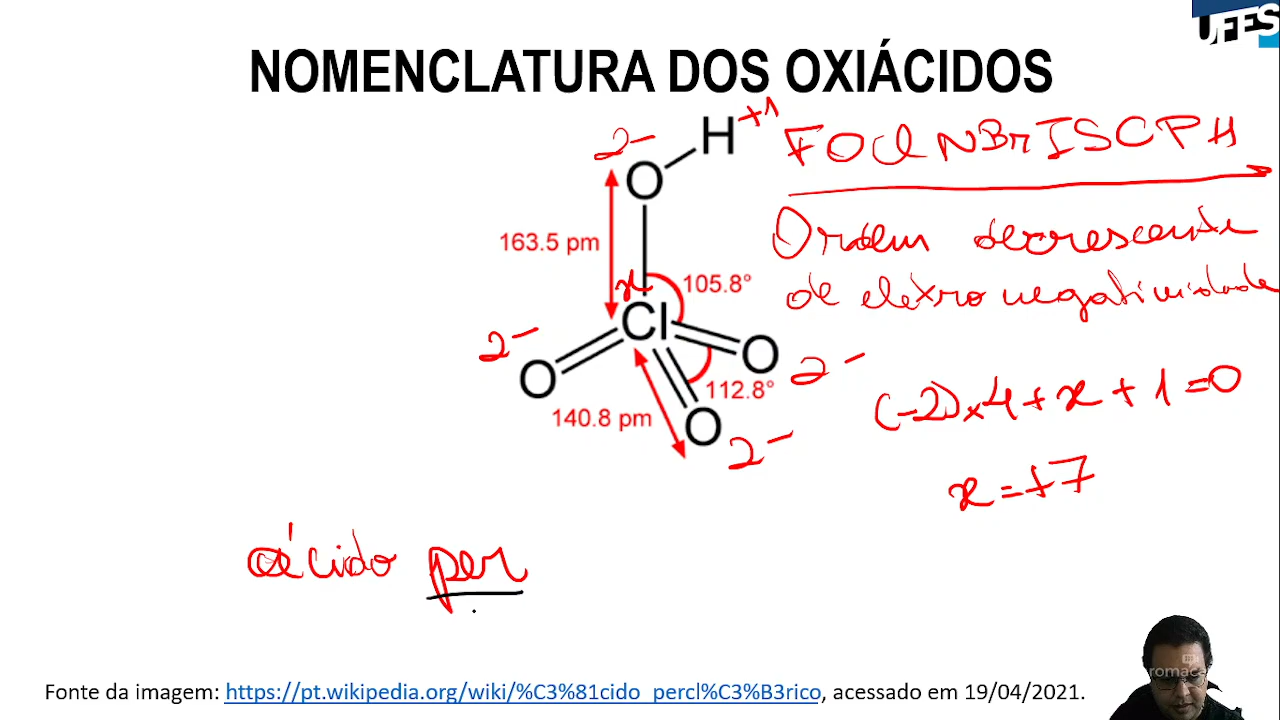 UFES
NOMENCLATURA DOS OXIÁCIDOS
2-
H +1
FOClNBrISCPH
O
163.5 pm
Ordem decrescente
de eletronegatividade
x
105.8°
Cl
2-
O
O
2-
112.8°
140.8 pm
O
2-
(-2)x4+x+1=0
x=+7
ácido per
romaca
Fonte da imagem: https://pt.wikipedia.org/wiki/%C3%81cido_percl%C3%B3rico, acessado em 19/04/2021.